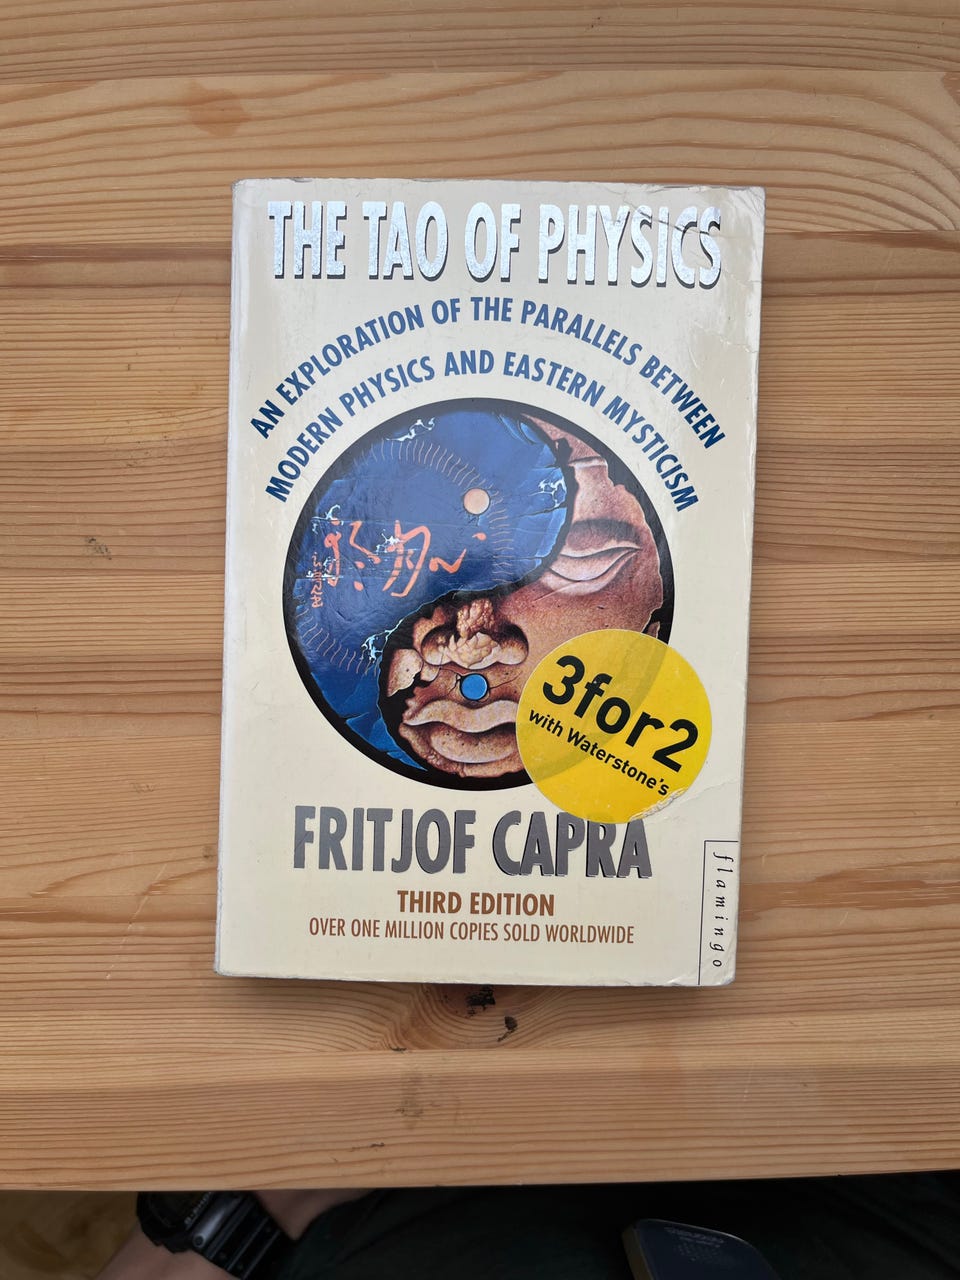 THE TAO OF PHYSICS
AN EXPLORATION OF THE PARALLELS BETWEEN
MODERN PHYSICS AND EASTERN MYSTICISM
3for2
with Waterstone's
FRITJOF CAPRA
THIRD EDITION
OVER ONE MILLION COPIES SOLD WORLDWIDE
flamingo